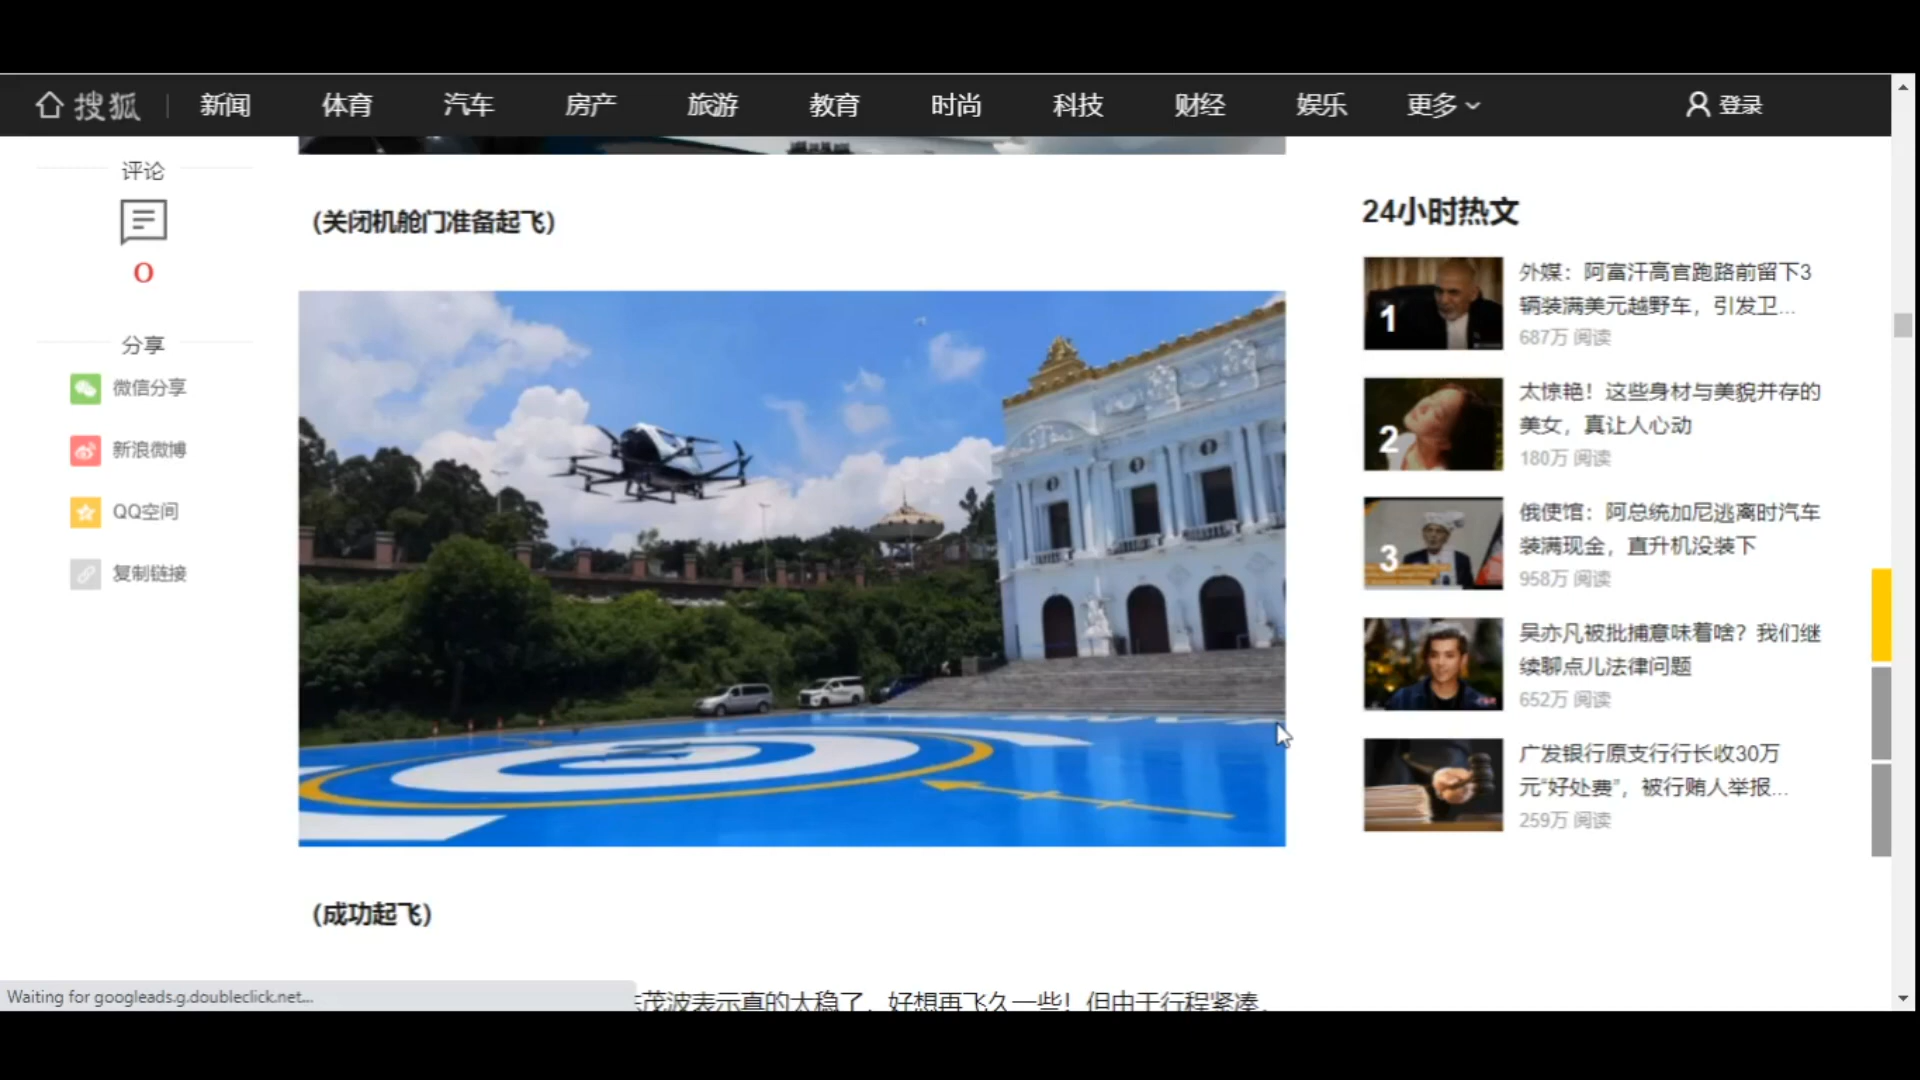 搜狐 新闻 体育 汽车 房产 旅游 教育 时尚 科技 财经 娱乐 更多 登录
评论
0
分享
微信分享
新浪微博
QQ空间
复制链接
（关闭机舱门准备起飞）
（成功起飞）
茂波表示真的太稳了，好想再飞久一些！但由于行程紧凑，
24小时热文
1
外媒：阿富汗高官跑路前留下3
辆装满美元越野车，引发卫...
687万 阅读
2
太惊艳！这些身材与美貌并存的
美女，真让人心动
180万 阅读
3
俄使馆：阿总统加尼逃离时汽车
装满现金，直升机没装下
958万 阅读
吴亦凡被批捕意味着啥？我们继
续聊点儿法律问题
652万 阅读
广发银行原支行行长收30万
元“好处费”，被行贿人举报...
259万 阅读
Waiting for googleads.g.doubleclick.net...